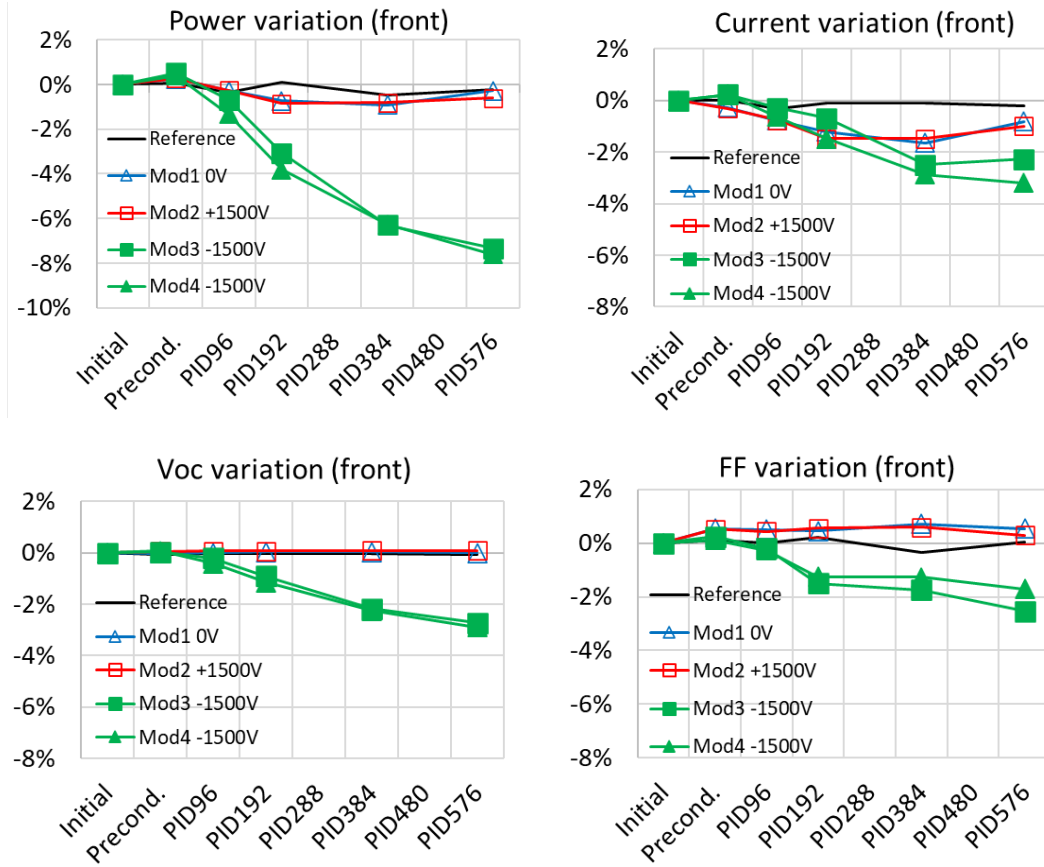 Power variation (front)
2%
0%
-2%
-4%
-6%
-8%
-10%
Reference
Mod1 0V
Mod2 +1500V
Mod3 -1500V
Mod4 -1500V
Initial
Precond.
PID96
PID192
PID288
PID384
PID480
PID576
Current variation (front)
2%
0%
-2%
-4%
-6%
-8%
Reference
Mod1 0V
Mod2 +1500V
Mod3 -1500V
Mod4 -1500V
Initial
Precond.
PID96
PID192
PID288
PID384
PID480
PID576
Voc variation (front)
2%
0%
-2%
-4%
-6%
-8%
Reference
Mod1 0V
Mod2 +1500V
Mod3 -1500V
Mod4 -1500V
Initial
Precond.
PID96
PID192
PID288
PID384
PID480
PID576
FF variation (front)
2%
0%
-2%
-4%
-6%
-8%
Reference
Mod1 0V
Mod2 +1500V
Mod3 -1500V
Mod4 -1500V
Initial
Precond.
PID96
PID192
PID288
PID384
PID480
PID576